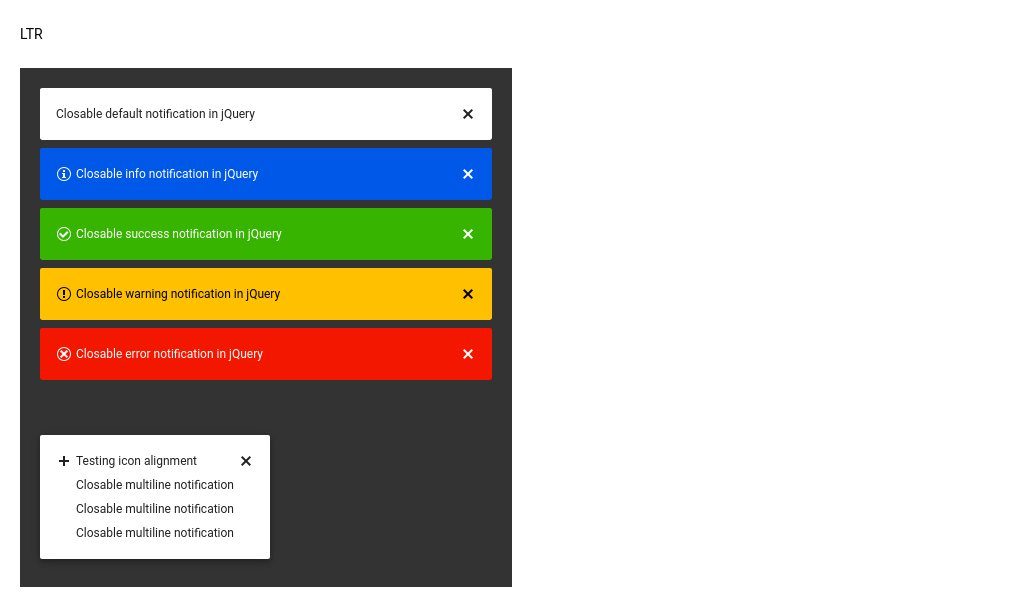 LTR
Closable default notification in jQuery
Closable info notification in jQuery
Closable success notification in jQuery
Closable warning notification in jQuery
Closable error notification in jQuery
Testing icon alignment
Closable multiline notification
Closable multiline notification
Closable multiline notification